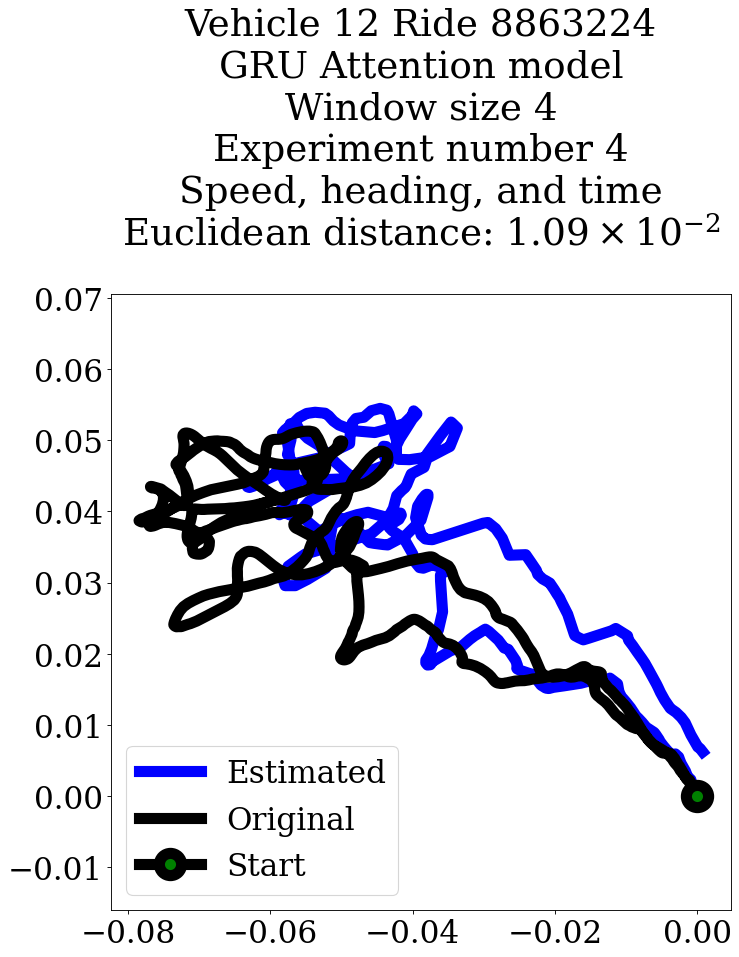 Vehicle 12 Ride 8863224
GRU Attention model
Window size 4
Experiment number 4
Speed, heading, and time
Euclidean distance: 1.09 × 10⁻²
0.07
0.06
0.05
0.04
0.03
0.02
0.01
0.00
−0.01
Estimated
Original
Start
−0.08 −0.06 −0.04 −0.02 0.00